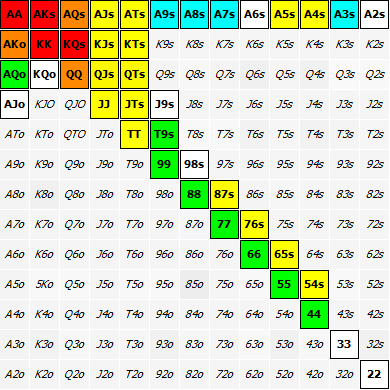 AA AKs AQs AJs ATs A9s A8s A7s A6s A5s A4s A3s A2s
AKo KK KQs KJs KTs K9s K8s K7s K6s K5s K4s K3s K2s
AQo KQo QQ QJs QTs Q9s Q8s Q7s Q6s Q5s Q4s Q3s Q2s
AJo KJO QJO JJ JTs J9s J8s J7s J6s J5s J4s J3s J2s
ATo KTo QTO JTo TT T9s T8s T7s T6s T5s T4s T3s T2s
A9o K9o Q9o J9o T9o 99 98s 97s 96s 95s 94s 93s 92s
A8o K8o Q8o J8o T8o 98o 88 87s 86s 85s 84s 83s 82s
A7o K7o Q7o J7o T7o 97o 87o 77 76s 75s 74s 73s 72s
A6o K6o Q6o J6o T6o 96o 86o 76o 66 65s 64s 63s 62s
A5o 5Ko Q5o J5o T5o 95o 85o 75o 65o 55 54s 53s 52s
A4o K4o Q4o J4o T4o 94o 84o 74o 64o 54o 44 43s 42s
A3o K3o Q3o J3o T3o 93o 83o 73o 63o 53o 43o 33 32s
A2o K2o Q2o J2o T2o 92o 82o 72o 62o 52o 42o 32o 22